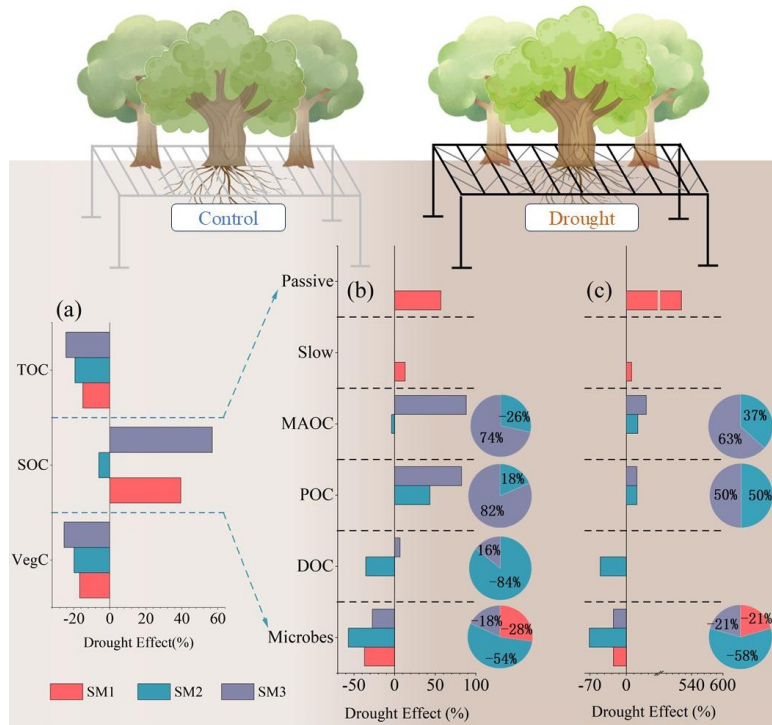 Control
Drought
(a)
TOC
SOC
VegC
-20 0 20 40 60
Drought Effect(%)
SM1 SM2 SM3
(b)
Passive
Slow
MAOC
POC
DOC
Microbes
-26%
74%
18%
82%
16%
-84%
-18%
-28%
-54%
-50 0 50 100
Drought Effect (%)
(c)
37%
63%
50% 50%
-21%
-21%
-58%
-70 0 540 600
Drought Effect (%)